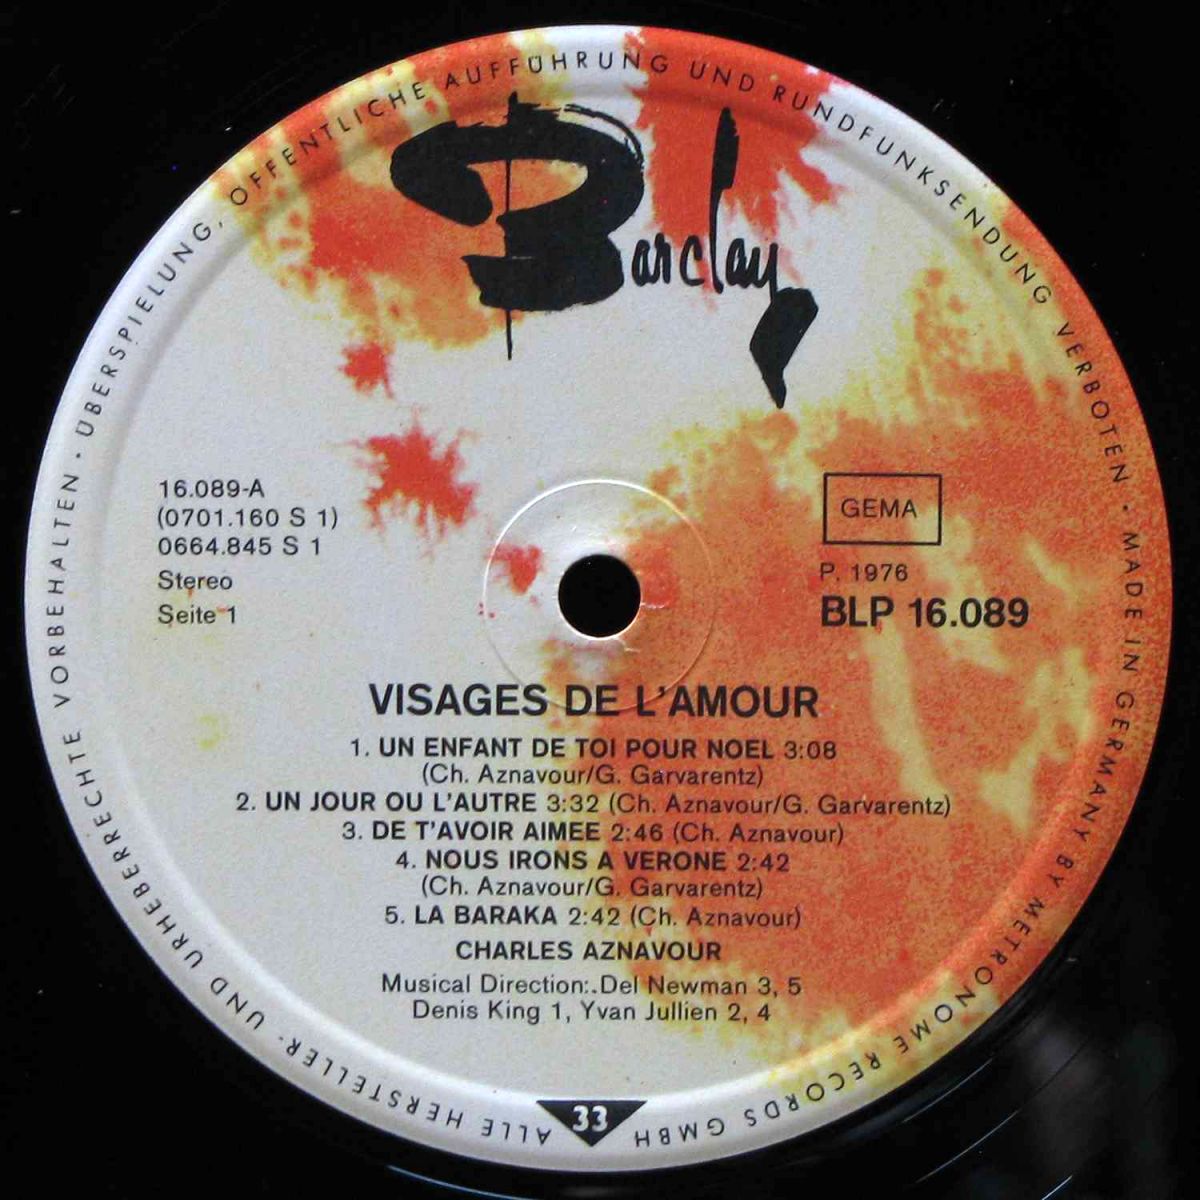 ALLE HERSTELLER- UND URHEBERRECHTE VORBEHALTEN · ÜBERSPIELUNG, ÖFFENTLICHE AUFFÜHRUNG UND RUNDFUNKSENDUNG VERBOTEN · MADE IN GERMANY BY METRONOME RECORDS GMBH
Barclay
16.089-A
(0701.160 S 1)
0664.845 S 1
Stereo
Seite 1
GEMA
P. 1976
BLP 16.089
VISAGES DE L'AMOUR
1. UN ENFANT DE TOI POUR NOEL 3:08
(Ch. Aznavour/G. Garvarentz)
2. UN JOUR OU L'AUTRE 3:32 (Ch. Aznavour/G. Garvarentz)
3. DE T'AVOIR AIMEE 2:46 (Ch. Aznavour)
4. NOUS IRONS A VERONE 2:42
(Ch. Aznavour/G. Garvarentz)
5. LA BARAKA 2:42 (Ch. Aznavour)
CHARLES AZNAVOUR
Musical Direction:.Del Newman 3, 5
Denis King 1, Yvan Jullien 2, 4
33